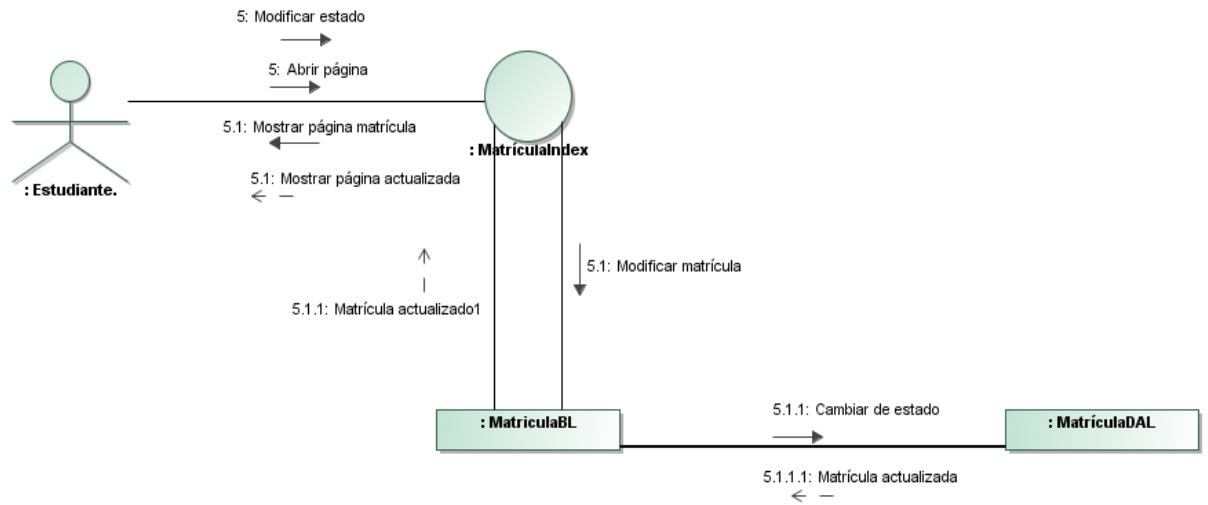 5: Modificar estado
5: Abrir página
5.1: Mostrar página matrícula
: MatrículaIndex
5.1: Mostrar página actualizada
: Estudiante.
5.1: Modificar matrícula
5.1.1: Matrícula actualizado1
5.1.1: Cambiar de estado
: MatriculaBL
: MatrículaDAL
5.1.1.1: Matrícula actualizada